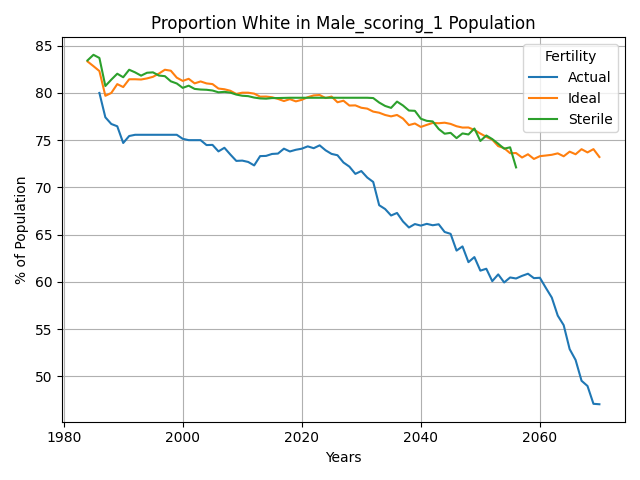 Proportion White in Male_scoring_1 Population
% of Population
85
80
75
70
65
60
55
50
Fertility
Actual
Ideal
Sterile
1980
2000
2020
2040
2060
Years